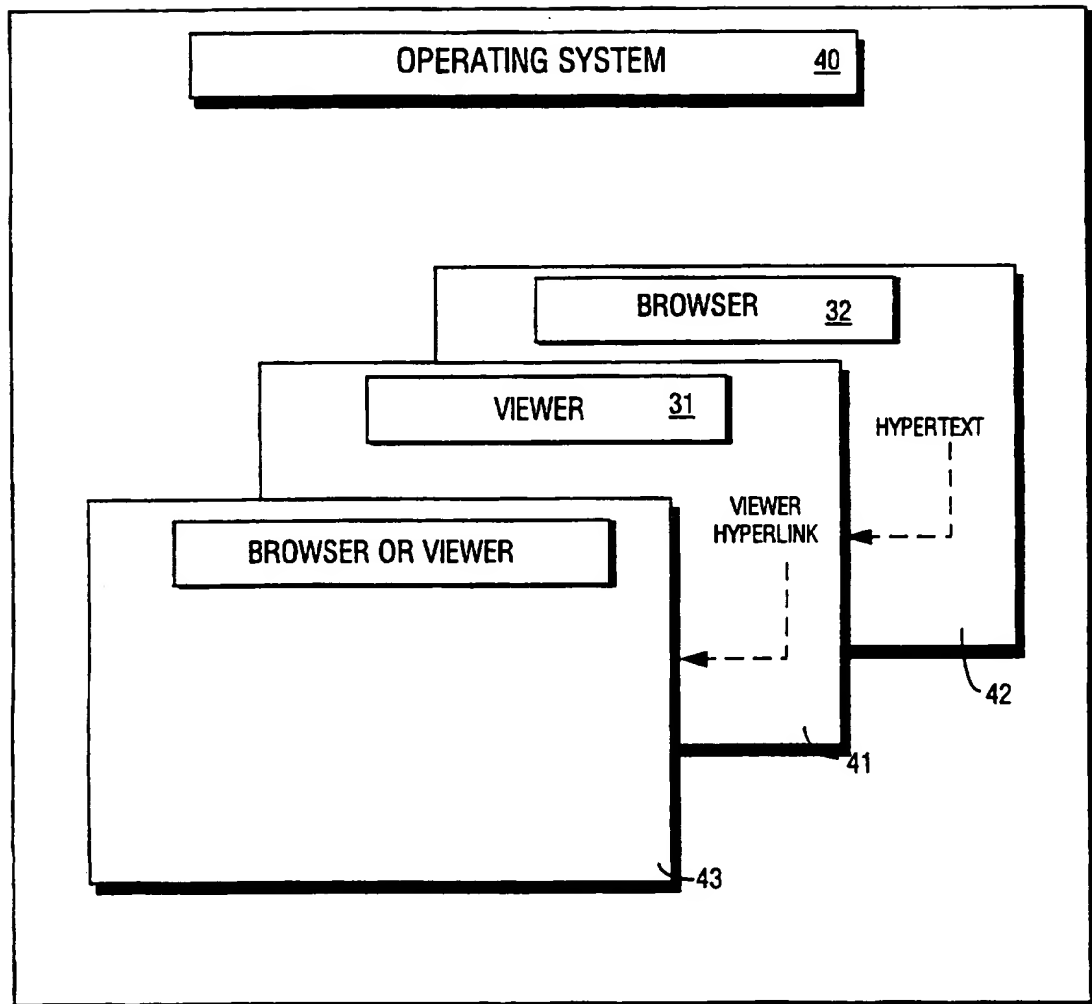 OPERATING SYSTEM 40
BROWSER 32
VIEWER 31
HYPERTEXT
VIEWER
HYPERLINK
BROWSER OR VIEWER
42
41
43